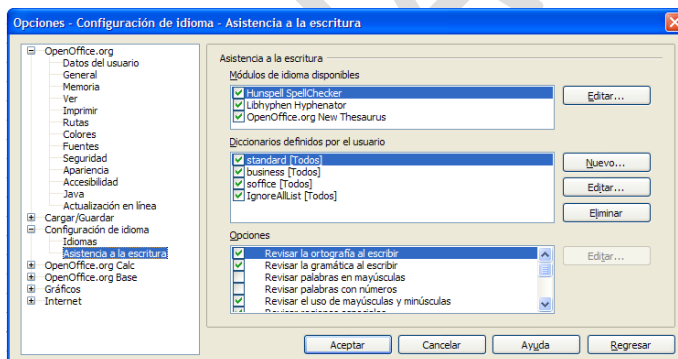 Opciones - Configuración de idioma - Asistencia a la escritura
OpenOffice.org
Datos del usuario
General
Memoria
Ver
Imprimir
Rutas
Colores
Fuentes
Seguridad
Apariencia
Accesibilidad
Java
Actualización en línea
Cargar/Guardar
Configuración de idioma
Idiomas
Asistencia a la escritura
OpenOffice.org Calc
OpenOffice.org Base
Gráficos
Internet
Asistencia a la escritura
Módulos de idioma disponibles
Hunspell SpellChecker
Libhyphen Hyphenator
OpenOffice.org New Thesaurus
Editar...
Diccionarios definidos por el usuario
standard [Todos]
business [Todos]
soffice [Todos]
IgnoreAllList [Todos]
Nuevo...
Editar...
Eliminar
Opciones
Revisar la ortografía al escribir
Revisar la gramática al escribir
Revisar palabras en mayúsculas
Revisar palabras con números
Revisar el uso de mayúsculas y minúsculas
Revisar regiones especiales
Editar...
Aceptar
Cancelar
Ayuda
Regresar